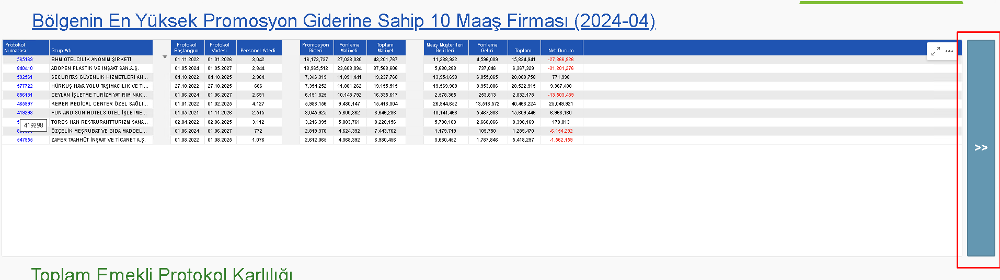 Bölgenin En Yüksek Promosyon Giderine Sahip 10 Maaş Firması (2024-04)
Protokol Numarası Grup Adı Protokol Başlangıcı Protokol Vadesi Personel Adedi Promosyon Gideri Fonlama Maliyeti Toplam Maliyet Maaş Müşterileri Gelirleri Fonlama Geliri Toplam Net Durum
565169 BHM OTELCİLİK ANONİM ŞİRKETİ 01.11.2022 01.01.2026 3,042 16,173,737 27,028,030 43,201,767 11,238,932 4,596,009 15,834,941 -27,366,826
840410 ADOPEN PLASTİK VE İNŞAAT SAN.A.Ş. 01.05.2024 01.05.2027 2,844 13,965,512 23,603,094 37,568,606 5,630,283 737,046 6,367,329 -31,201,276
592561 SECURITAS GÜVENLİK HİZMETLERİ AN... 04.10.2022 04.10.2025 2,964 7,346,319 11,891,441 19,237,760 13,954,693 6,055,065 20,009,758 771,998
577722 HÜRKUŞ HAVA YOLU TAŞIMACILIK VE Tİ... 27.10.2022 27.10.2025 666 7,354,252 11,801,262 19,155,515 19,569,909 8,953,006 28,522,915 9,367,400
856131 CEYLAN İŞLETME TURİZM YATIRIM NAK... 01.06.2024 01.06.2027 2,691 6,191,825 10,143,792 16,335,617 2,578,365 253,813 2,832,178 -13,503,439
465997 KEMER MEDİCAL CENTER ÖZEL SAĞLI... 01.01.2022 01.02.2025 4,127 5,983,156 9,430,147 15,413,304 26,944,652 13,518,572 40,463,224 25,049,921
419298 FUN AND SUN HOTELS OTEL İŞLETME... 01.05.2021 01.11.2026 2,515 3,045,925 5,600,362 8,646,286 10,141,463 5,467,983 15,609,446 6,963,160
5 TOROS HAN RESTAURANTTURIZM SANA... 02.04.2022 02.06.2025 3,112 3,216,395 5,003,761 8,220,156 5,730,103 2,668,066 8,398,169 178,013
419298
ÖZÇELİK MEŞRUBAT VE GIDA MADDEL... 01.06.2024 01.06.2027 772 2,819,370 4,624,392 7,443,762 1,179,719 109,750 1,289,470 -6,154,292
547955 ZAFER TAAHHÜT İNŞAAT VE TİCARET A.Ş. 01.08.2022 01.08.2025 1,076 2,612,065 4,368,392 6,980,456 3,630,452 1,787,846 5,418,297 -1,562,159
>>
Toplam Emekli Protokol Karlılığı